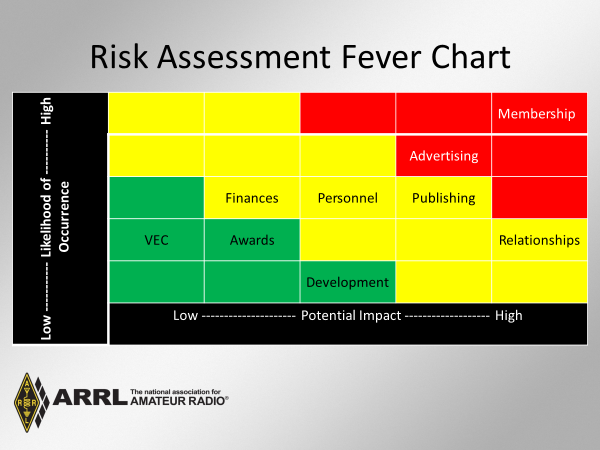 Risk Assessment Fever Chart
Low ----------- Likelihood of ----------- High
Occurrence
Membership
Advertising
Finances Personnel Publishing
VEC Awards Relationships
Development
Low --------------------- Potential Impact ------------------- High
ARRL The national association for
AMATEUR RADIO®